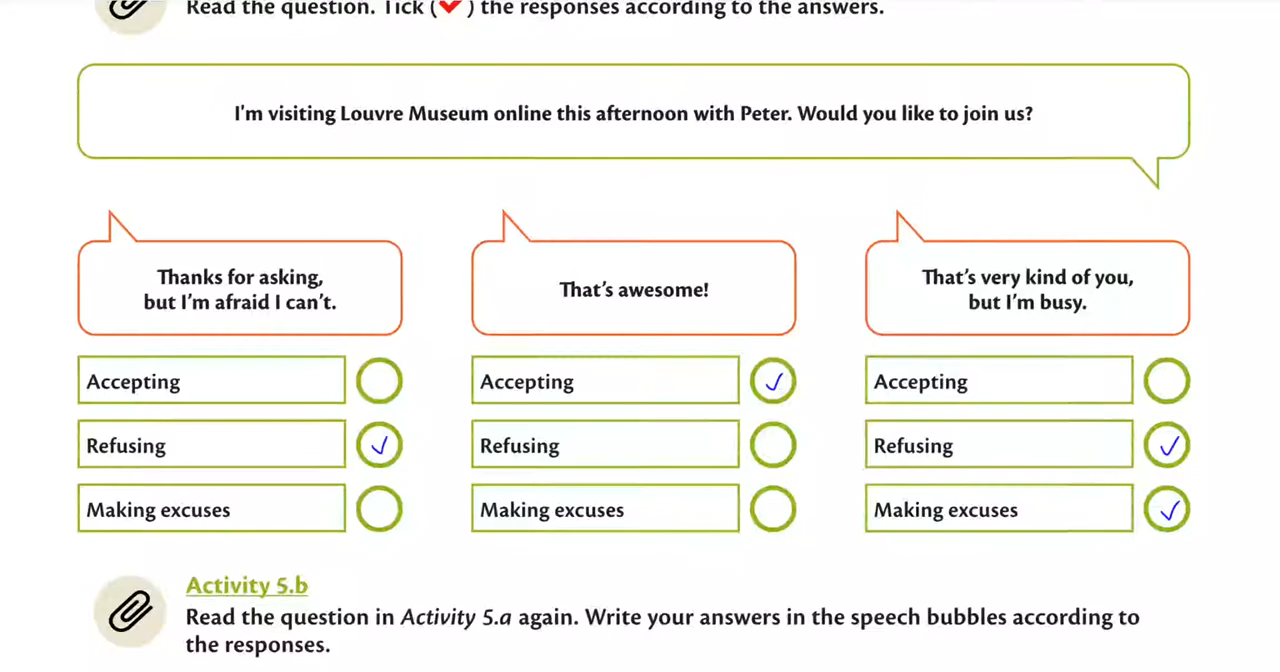 Read the question. Tick ( ) the responses according to the answers.
I'm visiting Louvre Museum online this afternoon with Peter. Would you like to join us?
Thanks for asking,
but I'm afraid I can't.
That's awesome!
That's very kind of you,
but I'm busy.
Accepting
Accepting
Accepting
Refusing
Refusing
Refusing
Making excuses
Making excuses
Making excuses
Activity 5.b
Read the question in Activity 5.a again. Write your answers in the speech bubbles according to
the responses.